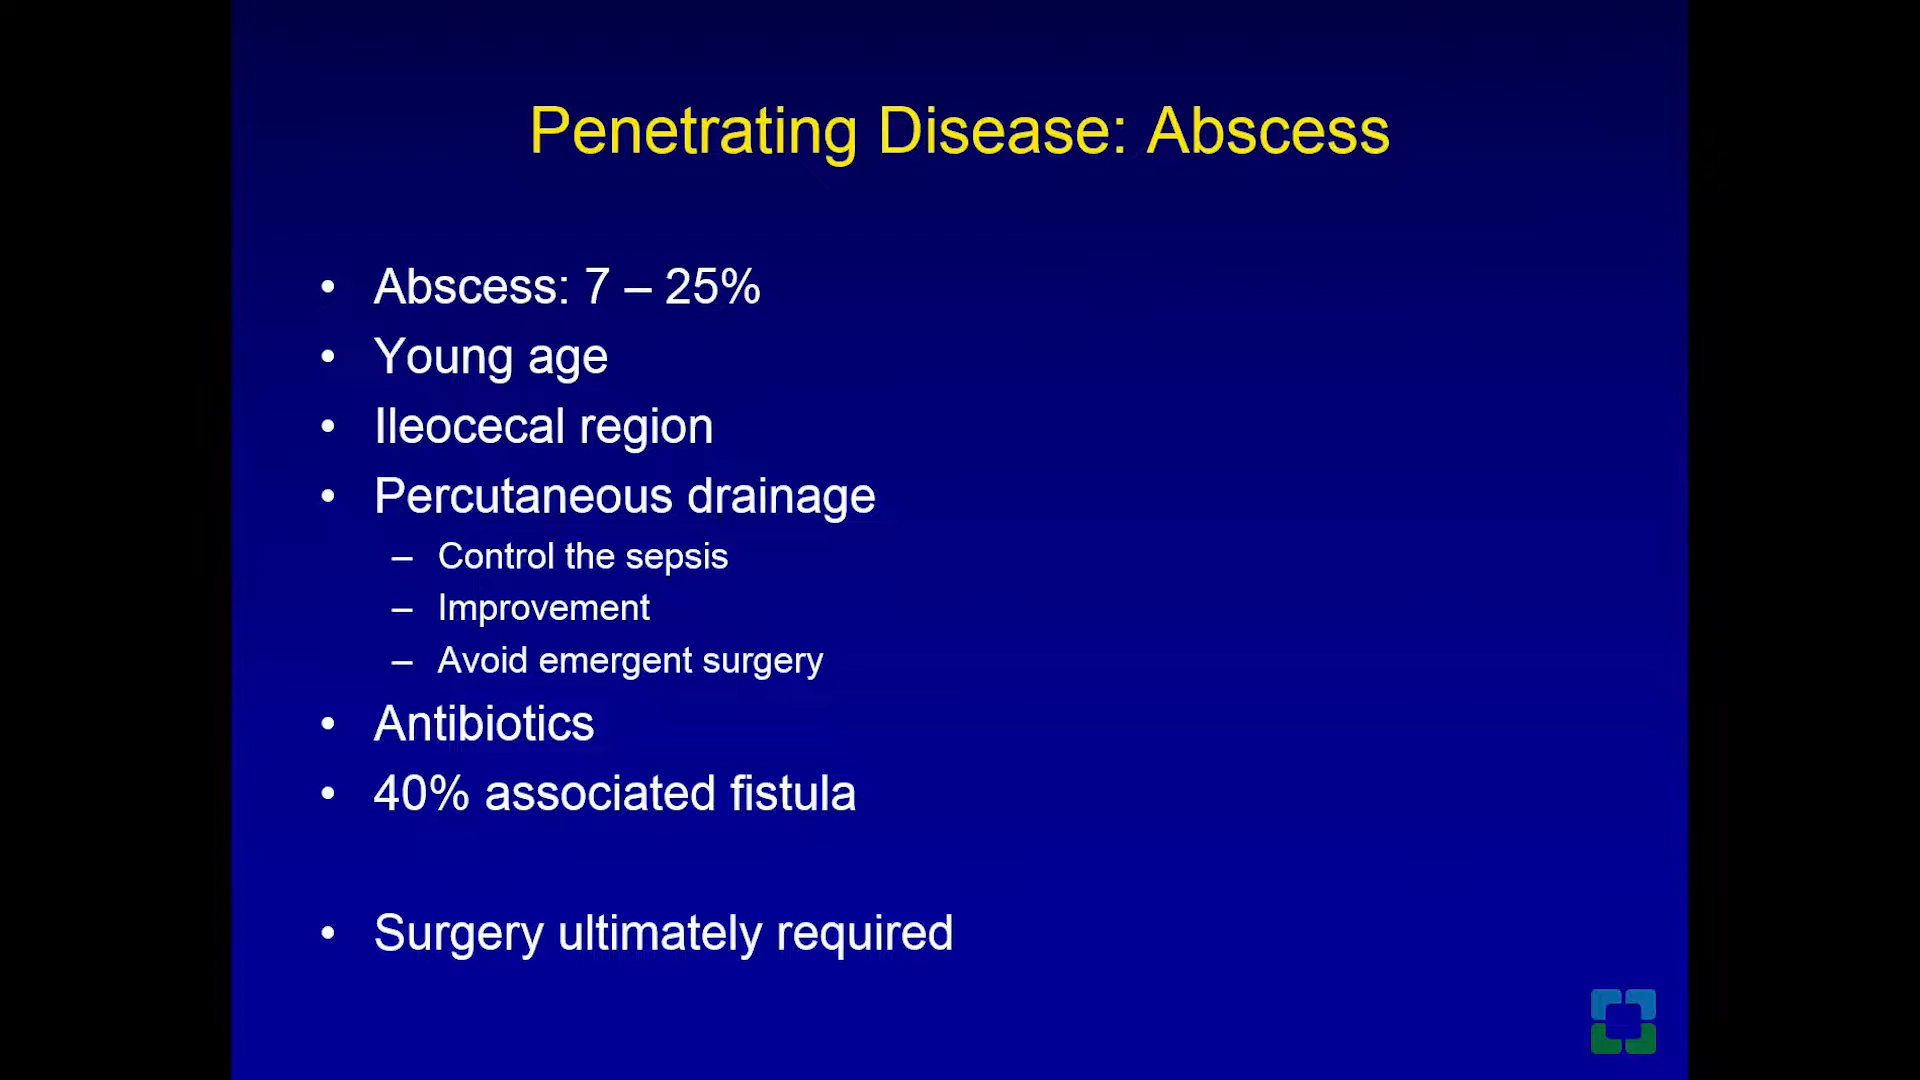 Penetrating Disease: Abscess
• Abscess: 7 – 25%
• Young age
• Ileocecal region
• Percutaneous drainage
– Control the sepsis
– Improvement
– Avoid emergent surgery
• Antibiotics
• 40% associated fistula
• Surgery ultimately required